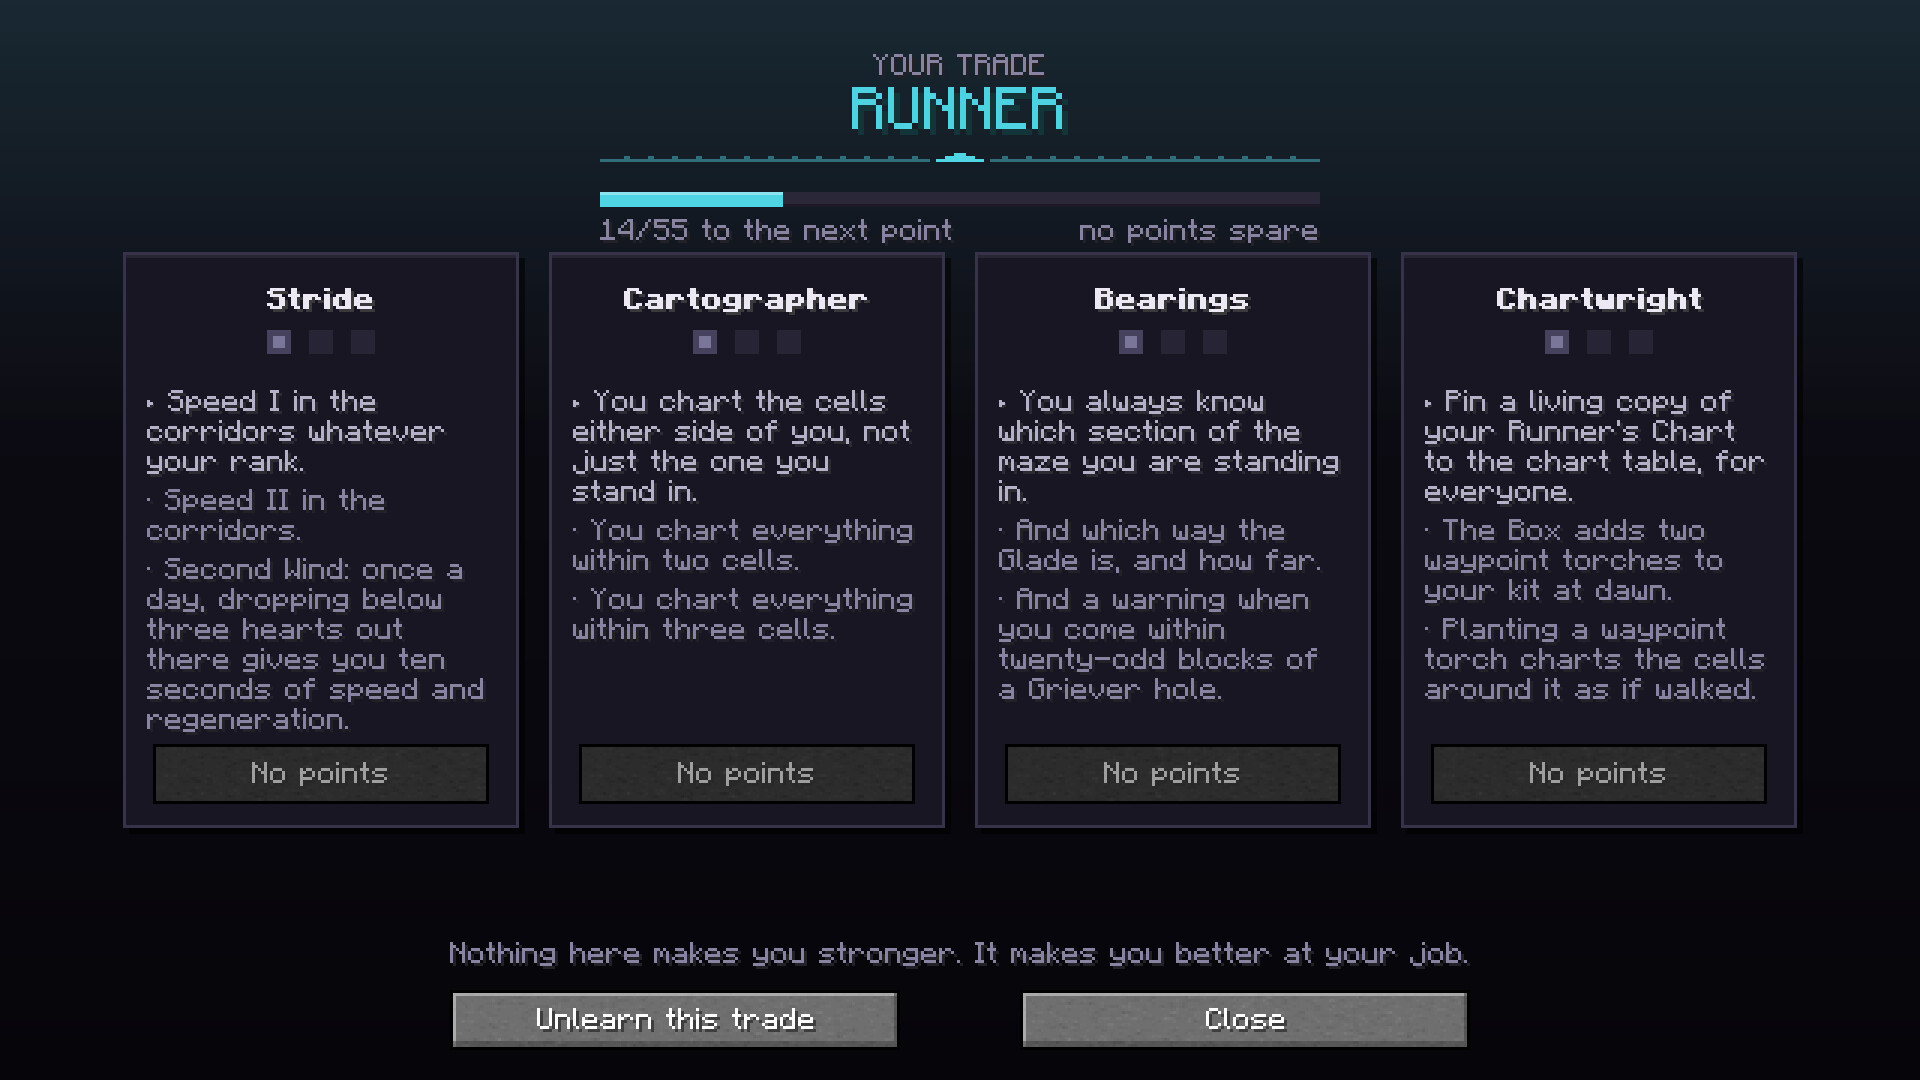 YOUR TRADE
RUNNER
14/55 to the next point
no points spare
Stride
▸ Speed I in the
corridors whatever
your rank.
· Speed II in the
corridors.
· Second Wind: once a
day, dropping below
three hearts out
there gives you ten
seconds of speed and
regeneration.
No points
Cartographer
▸ You chart the cells
either side of you, not
just the one you
stand in.
· You chart everything
within two cells.
· You chart everything
within three cells.
No points
Bearings
▸ You always know
which section of the
maze you are standing
in.
· And which way the
Glade is, and how far.
· And a warning when
you come within
twenty-odd blocks of
a Griever hole.
No points
Chartwright
▸ Pin a living copy of
your Runner's Chart
to the chart table, for
everyone.
· The Box adds two
waypoint torches to
your kit at dawn.
· Planting a waypoint
torch charts the cells
around it as if walked.
No points
Nothing here makes you stronger. It makes you better at your job.
Unlearn this trade
Close